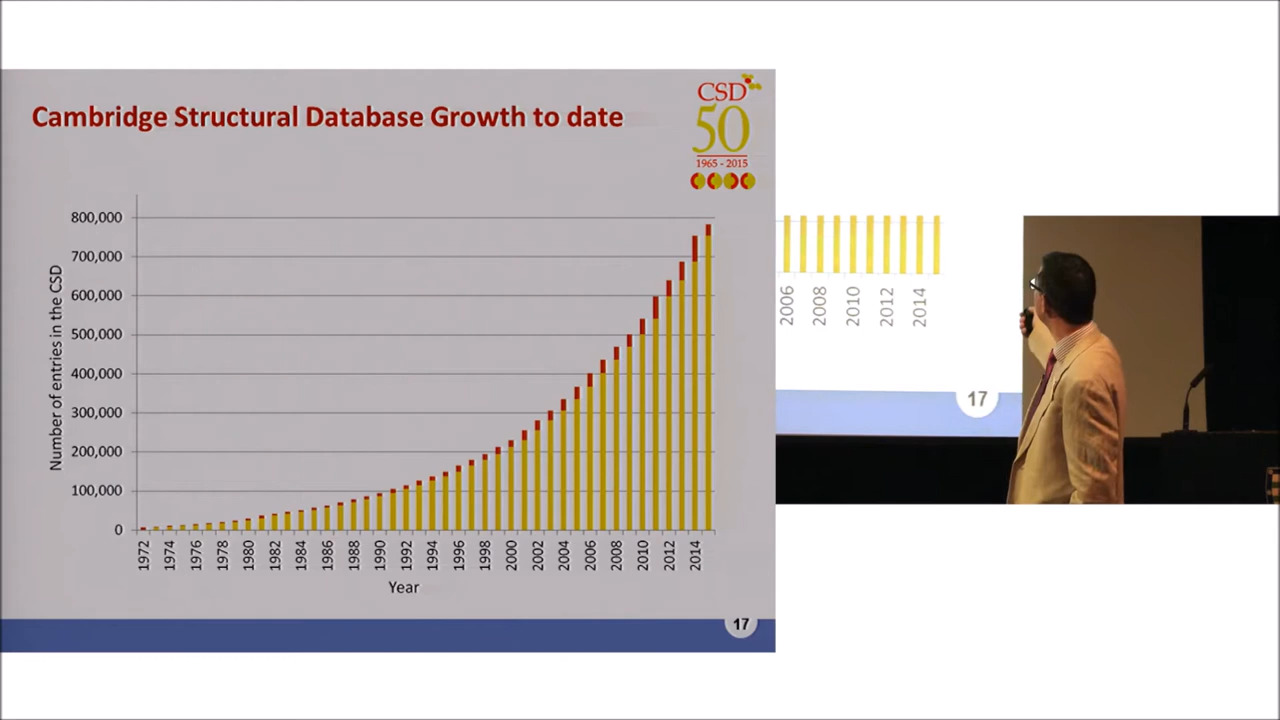 Cambridge Structural Database Growth to date
CSD
50
1965 - 2015
Number of entries in the CSD
800,000
700,000
600,000
500,000
400,000
300,000
200,000
100,000
0
1972 1974 1976 1978 1980 1982 1984 1986 1988 1990 1992 1994 1996 1998 2000 2002 2004 2006 2008 2010 2012 2014
Year
17
2006 2008 2010 2012 2014
17